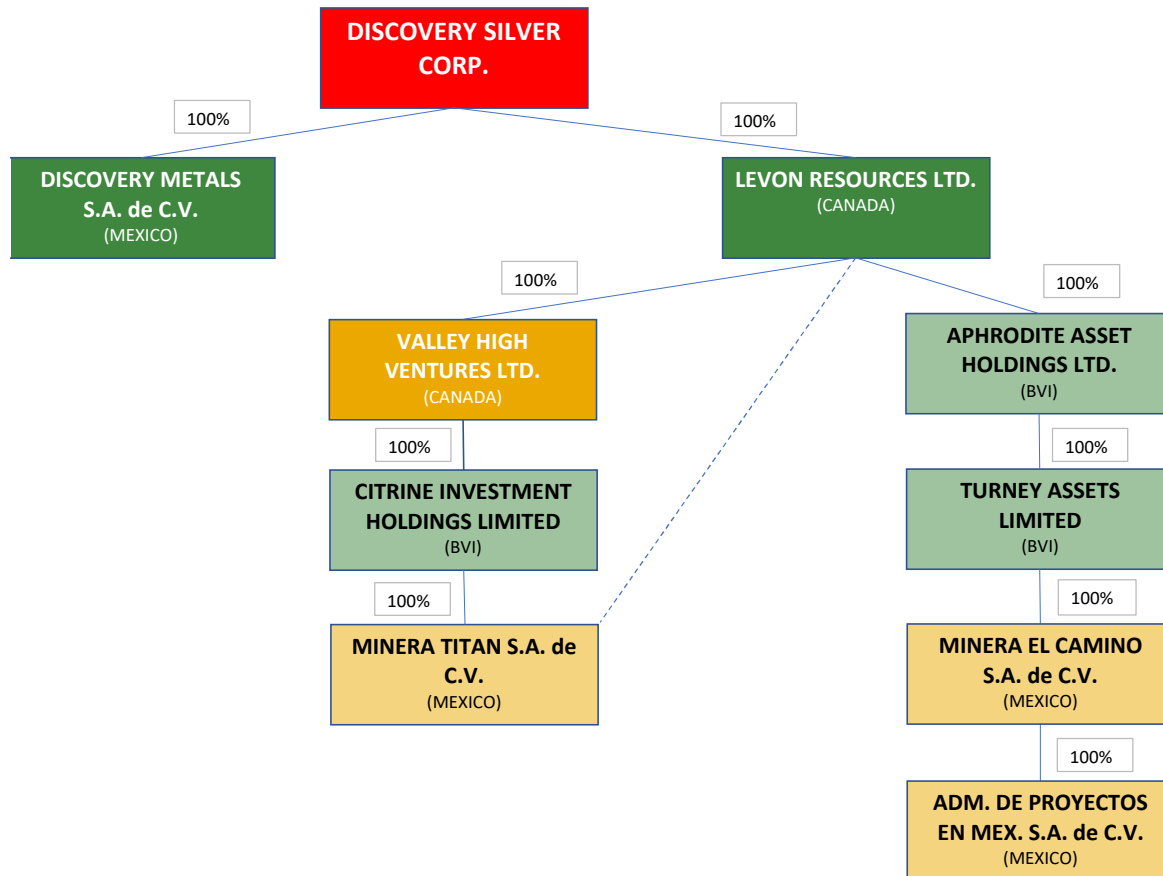 DISCOVERY SILVER
CORP.
100%
100%
DISCOVERY METALS
S.A. de C.V.
(MEXICO)
LEVON RESOURCES LTD.
(CANADA)
100%
100%
VALLEY HIGH
VENTURES LTD.
(CANADA)
APHRODITE ASSET
HOLDINGS LTD.
(BVI)
100%
100%
CITRINE INVESTMENT
HOLDINGS LIMITED
(BVI)
TURNEY ASSETS
LIMITED
(BVI)
100%
100%
MINERA TITAN S.A. de
C.V.
(MEXICO)
MINERA EL CAMINO
S.A. de C.V.
(MEXICO)
100%
ADM. DE PROYECTOS
EN MEX. S.A. de C.V.
(MEXICO)